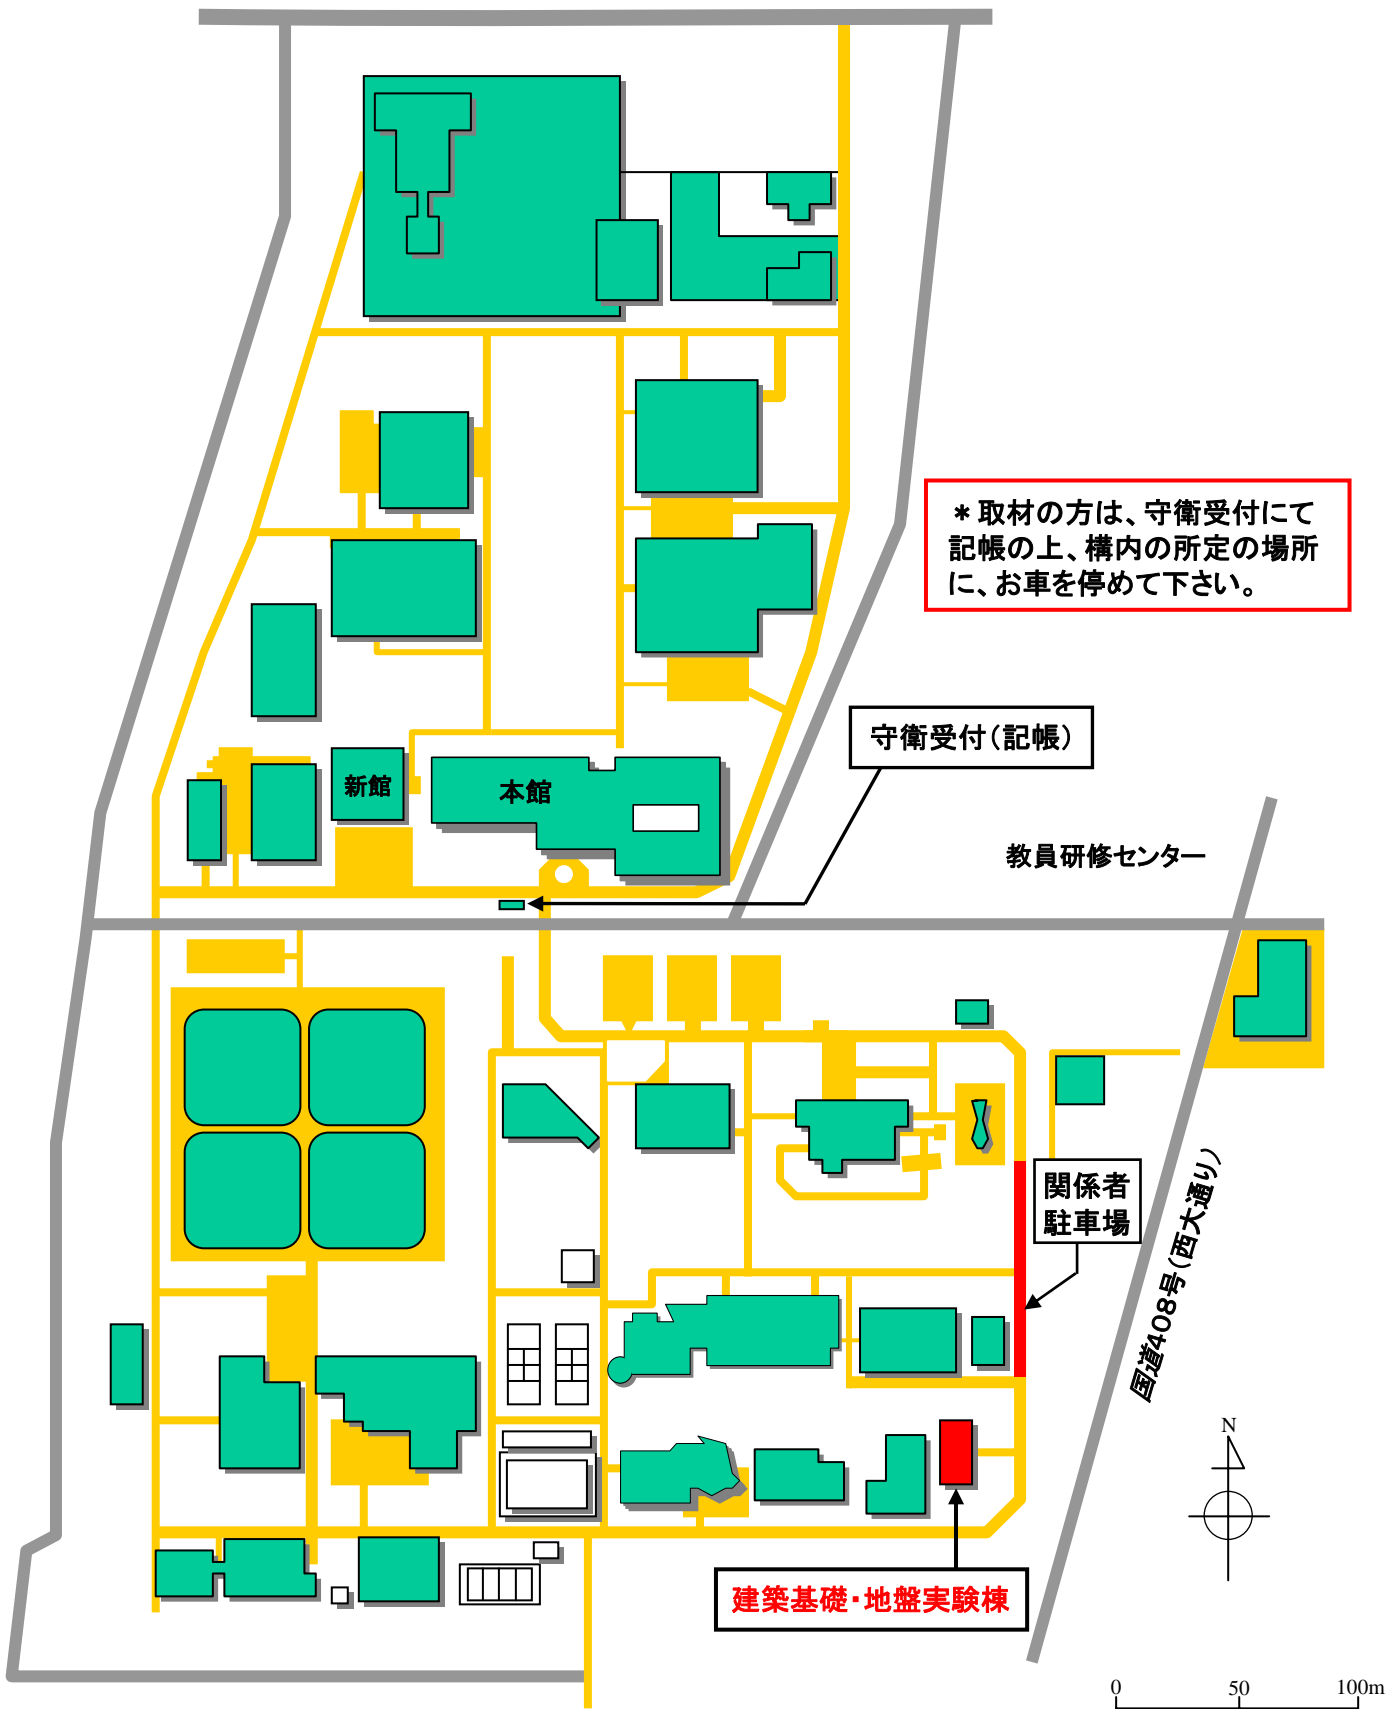 ＊取材の方は、守衛受付にて
記帳の上、構内の所定の場所
に、お車を停めて下さい。
守衛受付（記帳）
新館
本館
教員研修センター
関係者
駐車場
国道408号（西大通り）
N
建築基礎・地盤実験棟
0 50 100m